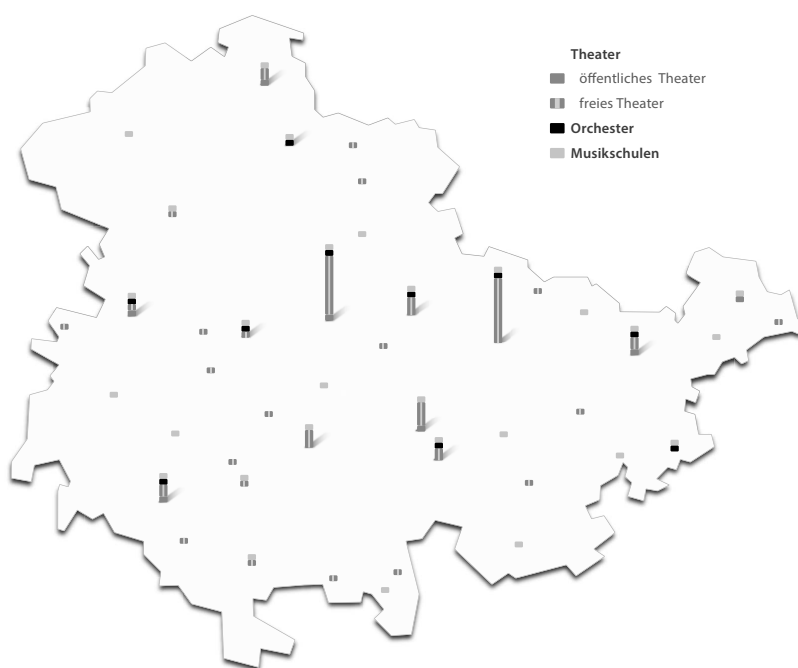 Theater
öffentliches Theater
freies Theater
Orchester
Musikschulen